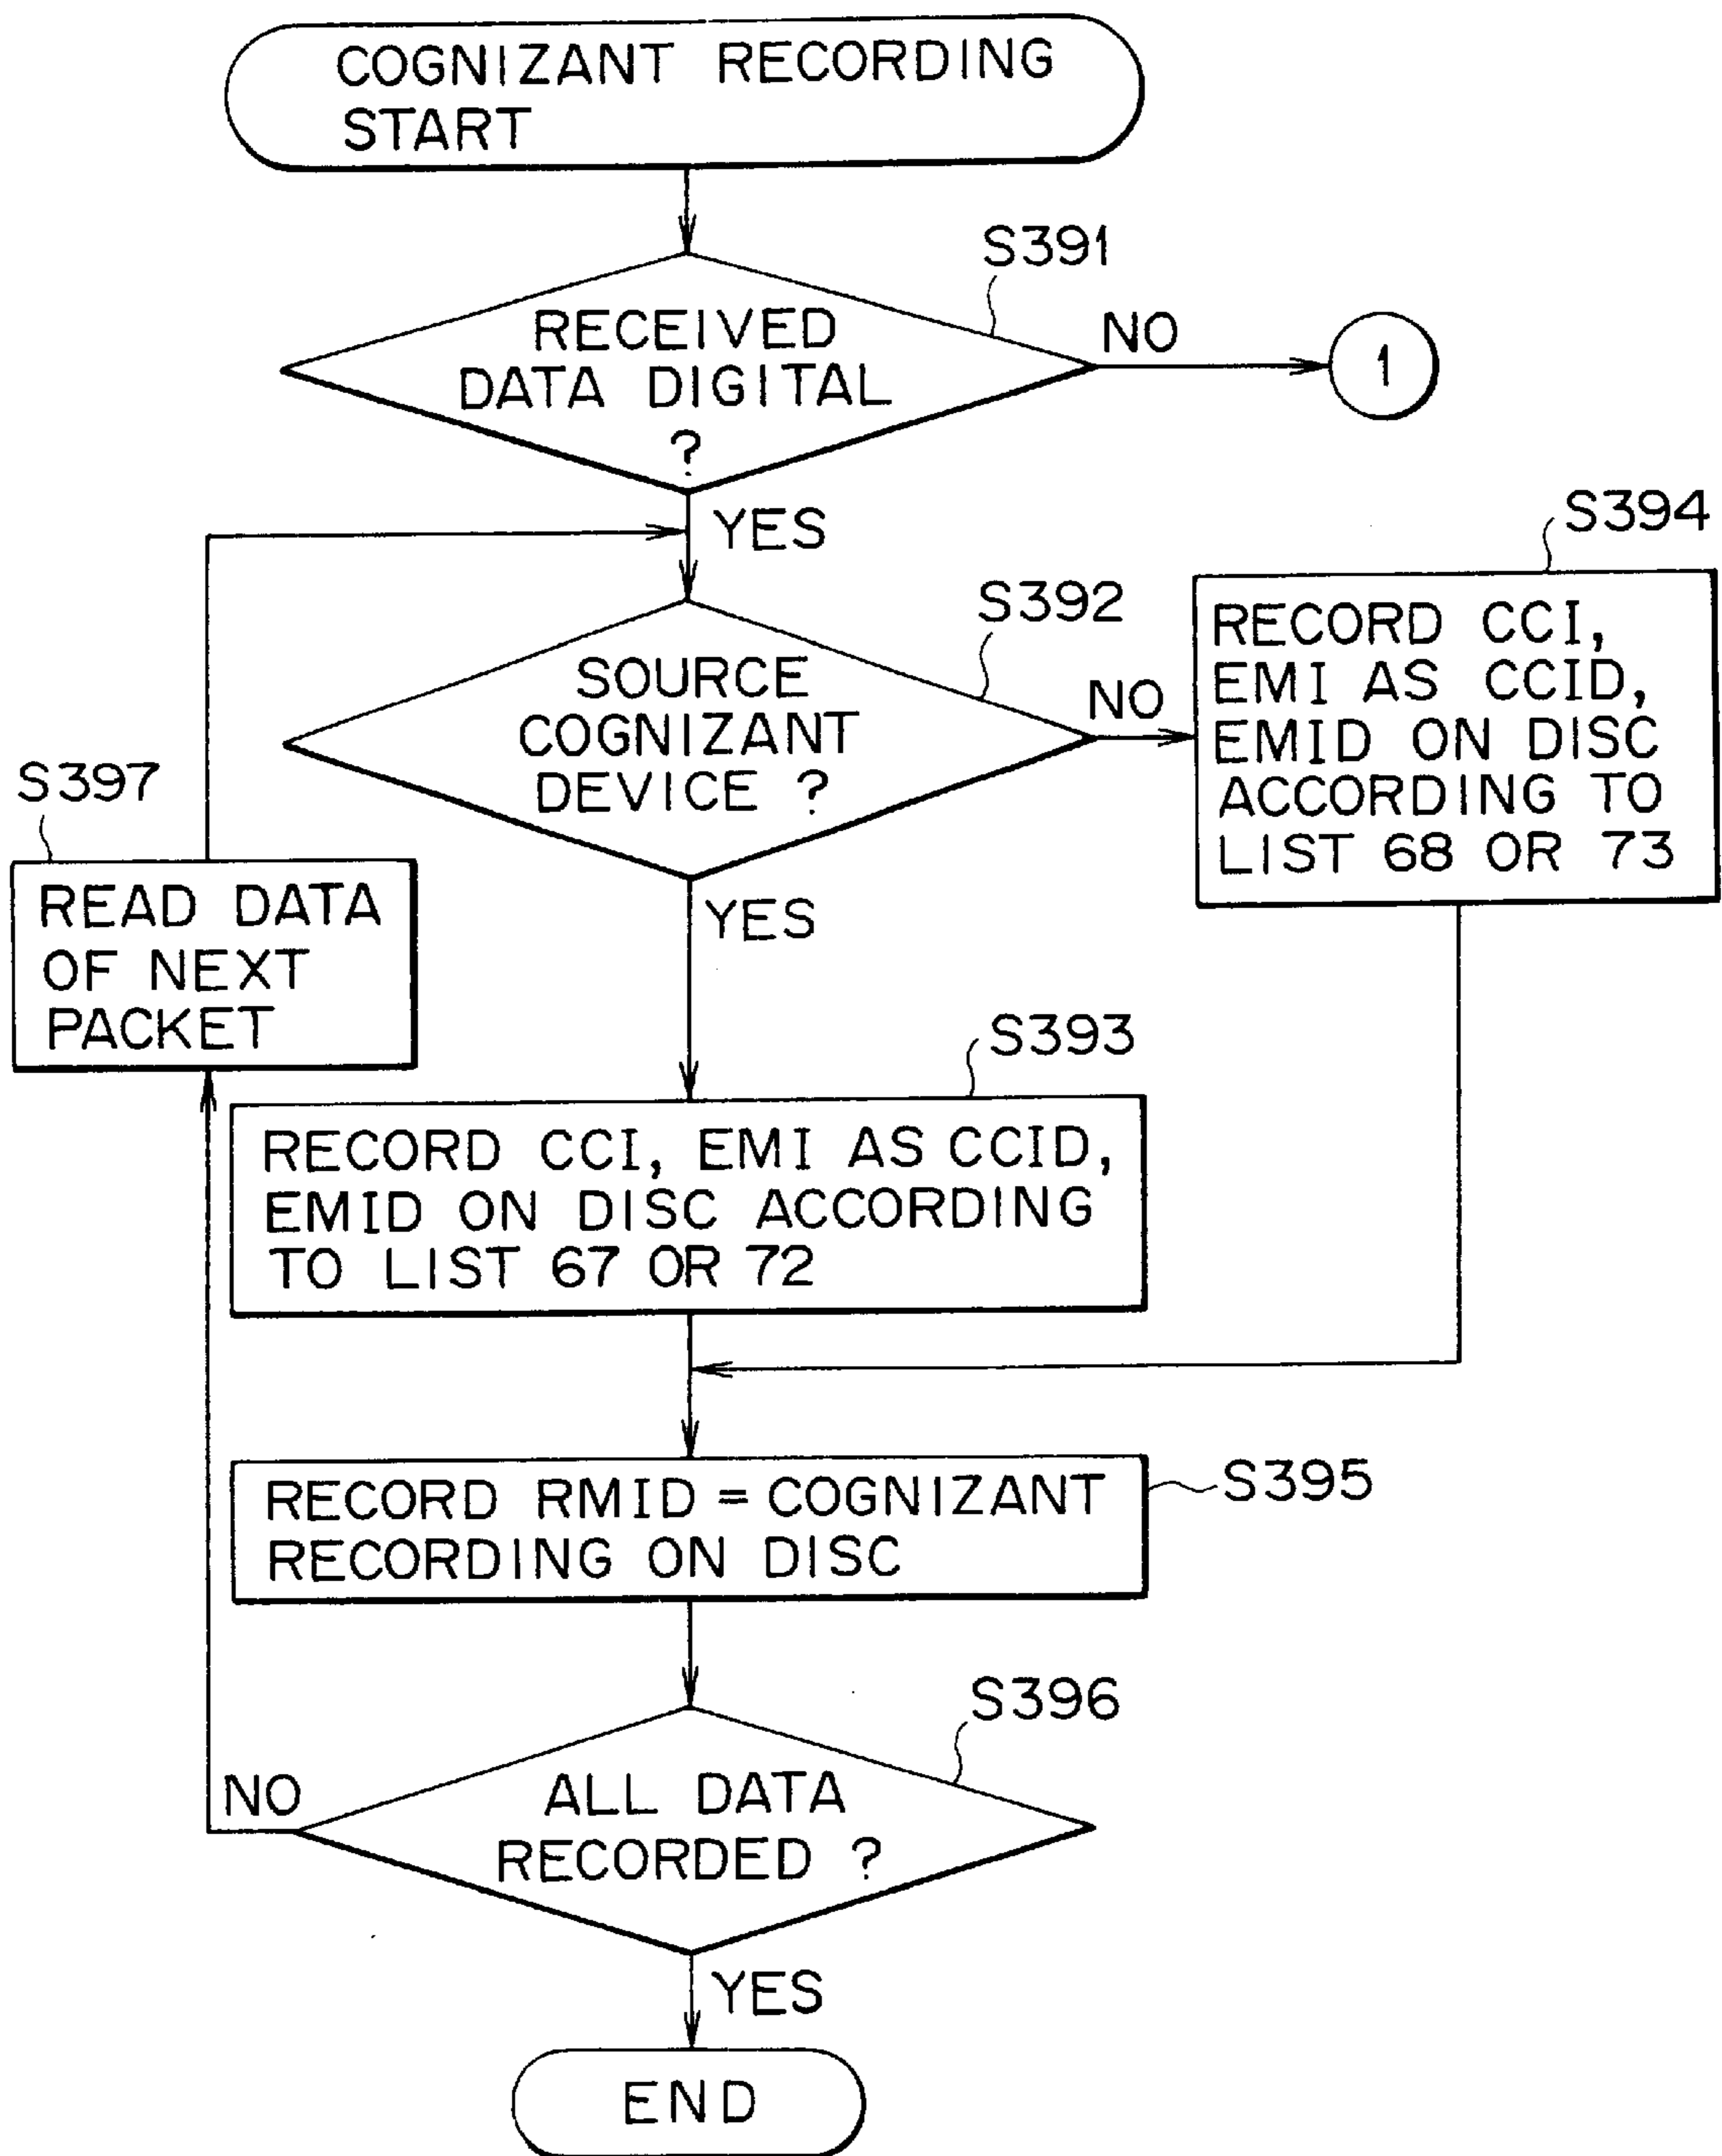 COGNIZANT RECORDING
START
S391
RECEIVED
DATA DIGITAL
?
NO
1
YES
S392
SOURCE
COGNIZANT
DEVICE ?
NO
S394
RECORD CCI,
EMI AS CCID,
EMID ON DISC
ACCORDING TO
LIST 68 OR 73
S397
READ DATA
OF NEXT
PACKET
YES
S393
RECORD CCI, EMI AS CCID,
EMID ON DISC ACCORDING
TO LIST 67 OR 72
RECORD RMID = COGNIZANT
RECORDING ON DISC
S395
S396
ALL DATA
RECORDED ?
NO
YES
END